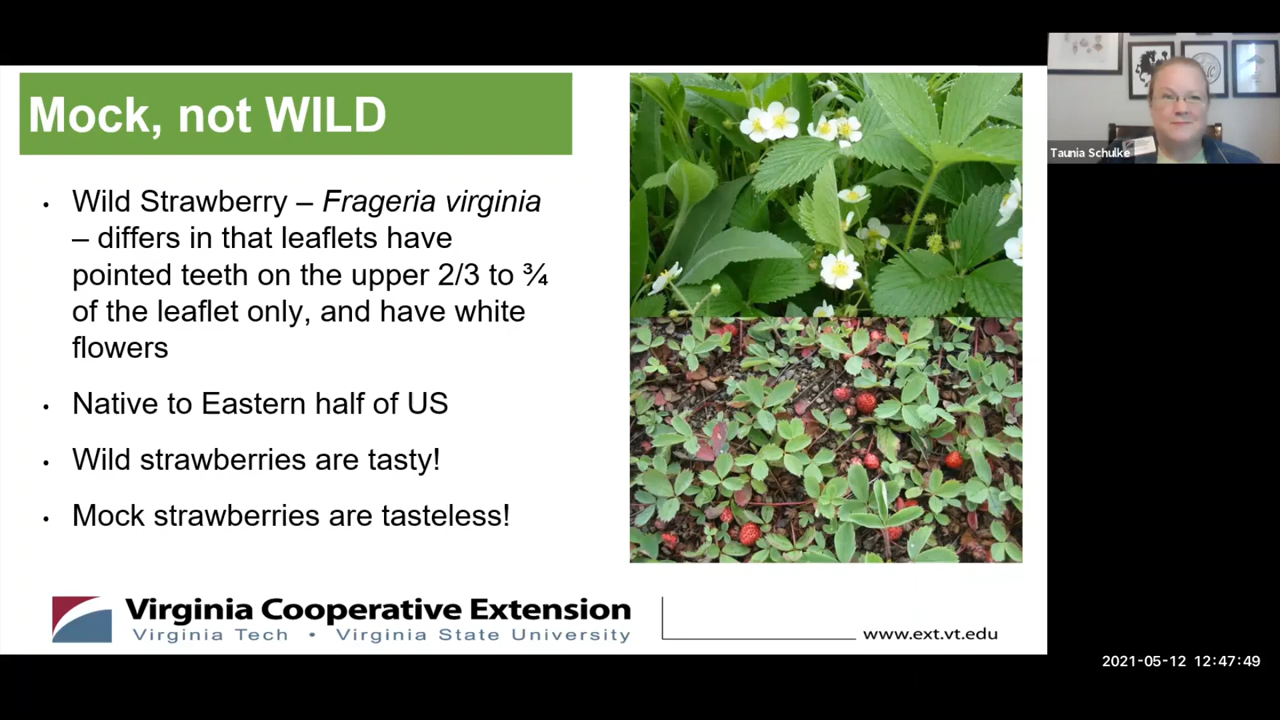 Mock, not WILD
• Wild Strawberry – Frageria virginia
– differs in that leaflets have
pointed teeth on the upper 2/3 to ¾
of the leaflet only, and have white
flowers
• Native to Eastern half of US
• Wild strawberries are tasty!
• Mock strawberries are tasteless!
Virginia Cooperative Extension
Virginia Tech • Virginia State University
www.ext.vt.edu
Taunia Schulke
2021-05-12 12:47:49